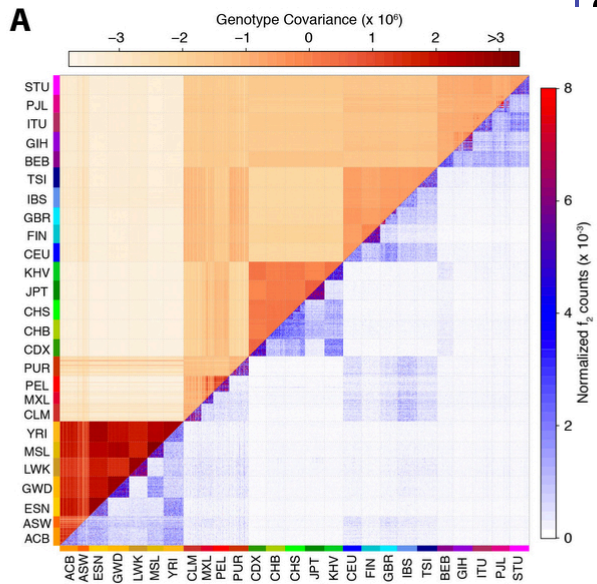 A
Genotype Covariance (x 10⁶)
−3 −2 −1 0 1 2 >3
STU
PJL
ITU
GIH
BEB
TSI
IBS
GBR
FIN
CEU
KHV
JPT
CHS
CHB
CDX
PUR
PEL
MXL
CLM
YRI
MSL
LWK
GWD
ESN
ASW
ACB
ACB ASW ESN GWD LWK MSL YRI CLM MXL PEL PUR CDX CHB CHS JPT KHV CEU FIN GBR IBS TSI BEB GIH ITU PJL STU
8
6
4
2
0
Normalized f₂ counts (x 10⁻³)